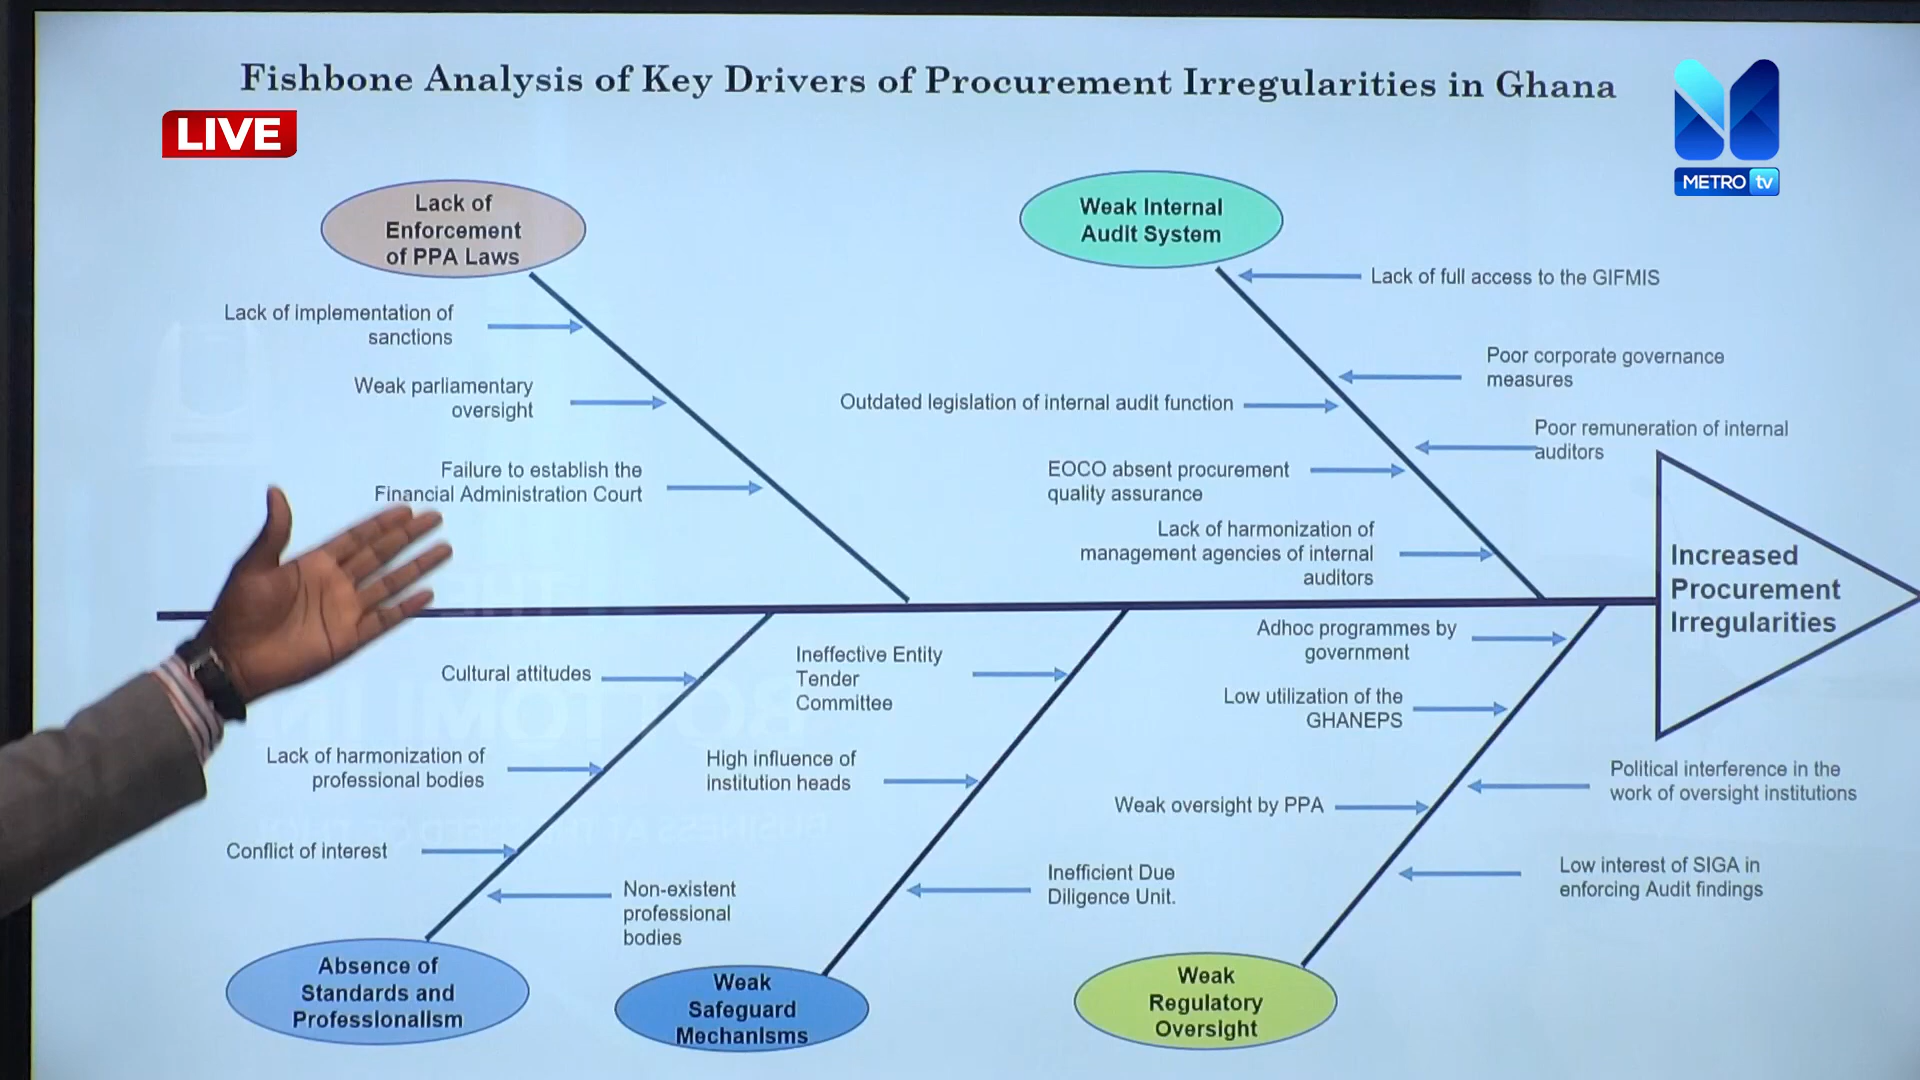 Fishbone Analysis of Key Drivers of Procurement Irregularities in Ghana
LIVE
METRO tv
Lack of
Enforcement
of PPA Laws
Lack of implementation of
sanctions
Weak parliamentary
oversight
Failure to establish the
Financial Administration Court
Weak Internal
Audit System
Lack of full access to the GIFMIS
Poor corporate governance
measures
Outdated legislation of internal audit function
Poor remuneration of internal
auditors
EOCO absent procurement
quality assurance
Lack of harmonization of
management agencies of internal
auditors
Increased
Procurement
Irregularities
Cultural attitudes
Lack of harmonization of
professional bodies
Conflict of interest
Non-existent
professional
bodies
Absence of
Standards and
Professionalism
Ineffective Entity
Tender
Committee
High influence of
institution heads
Inefficient Due
Diligence Unit.
Weak
Safeguard
Mechanisms
Adhoc programmes by
government
Low utilization of the
GHANEPS
Weak oversight by PPA
Political interference in the
work of oversight institutions
Low interest of SIGA in
enforcing Audit findings
Weak
Regulatory
Oversight